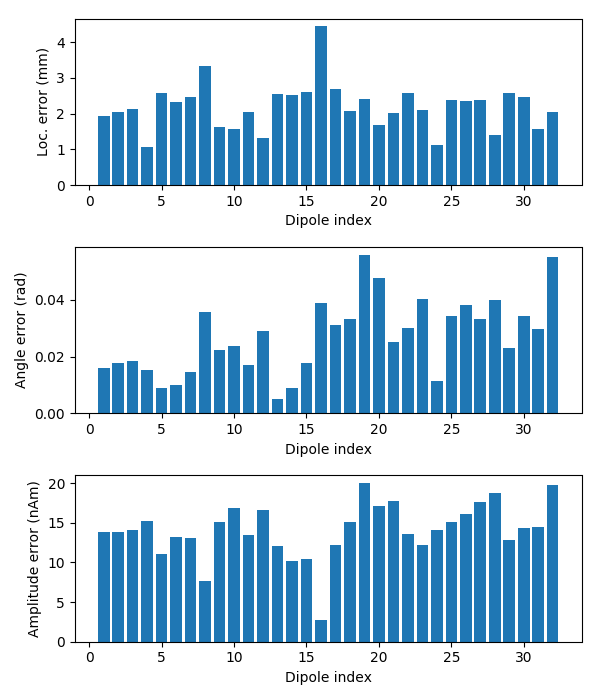 Loc. error (mm)
4
3
2
1
0
0 5 10 15 20 25 30
Dipole index
Angle error (rad)
0.04
0.02
0.00
0 5 10 15 20 25 30
Dipole index
Amplitude error (nAm)
20
15
10
5
0
0 5 10 15 20 25 30
Dipole index